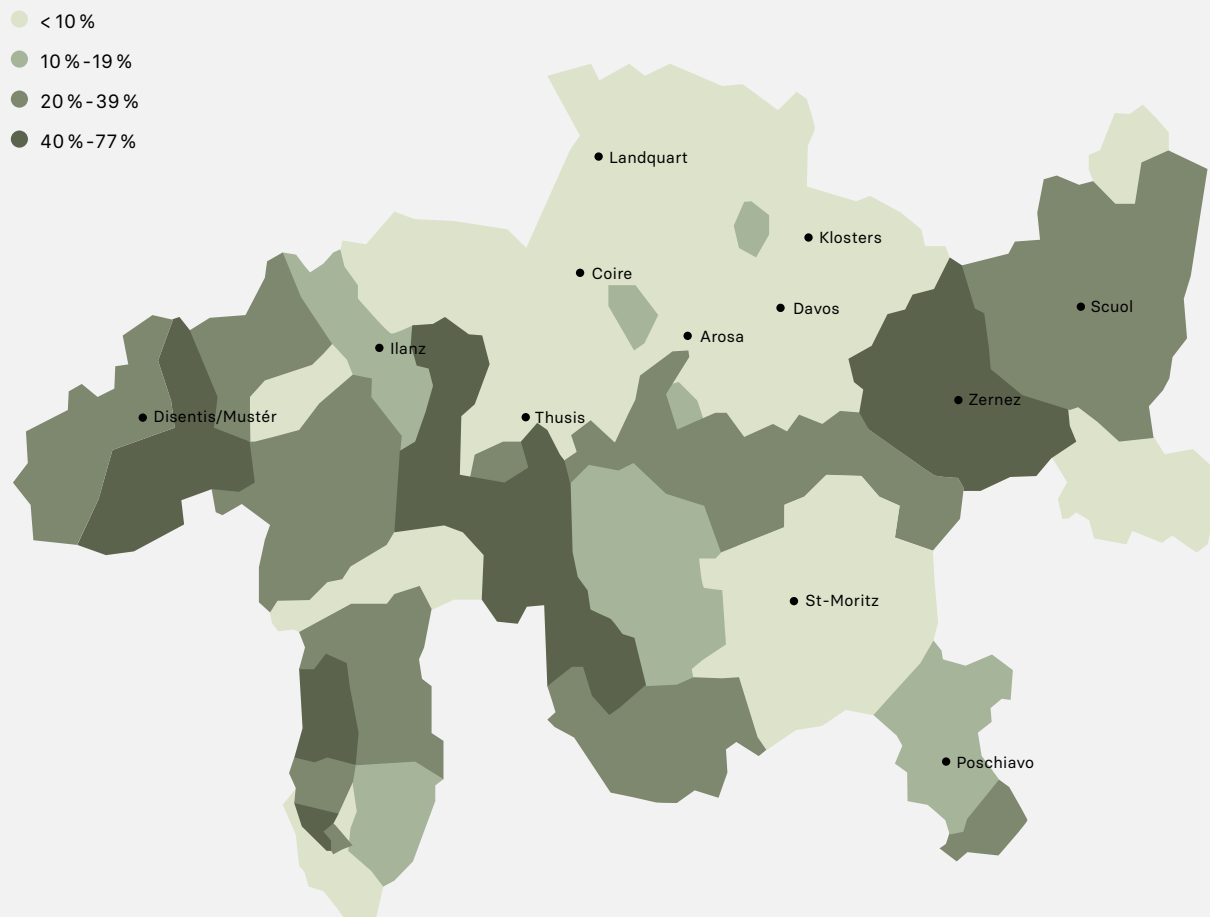 < 10 %
10 % - 19 %
20 % - 39 %
40 % - 77 %
Landquart
Klosters
Coire
Davos
Scuol
Arosa
Ilanz
Zernez
Disentis/Mustér
Thusis
St-Moritz
Poschiavo